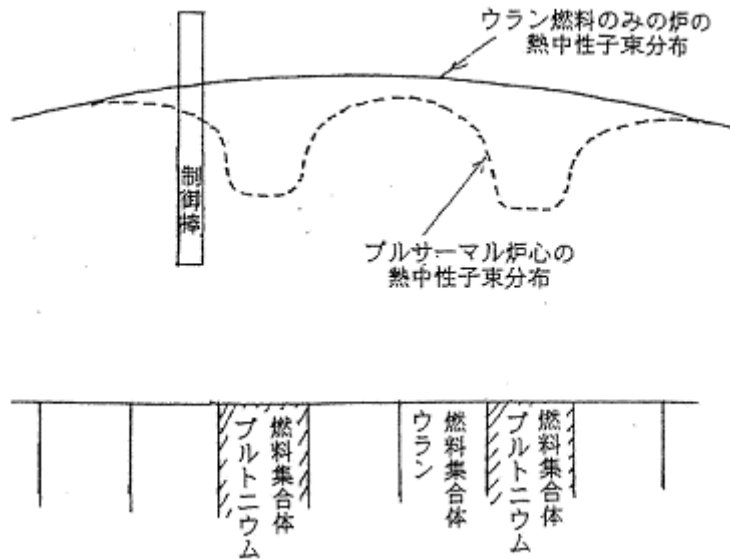 ウラン燃料のみの炉の
熱中性子束分布
制御棒
プルサーマル炉心の
熱中性子束分布
燃料集合体
プルトニウム
燃料集合体
ウラン
燃料集合体
プルトニウム